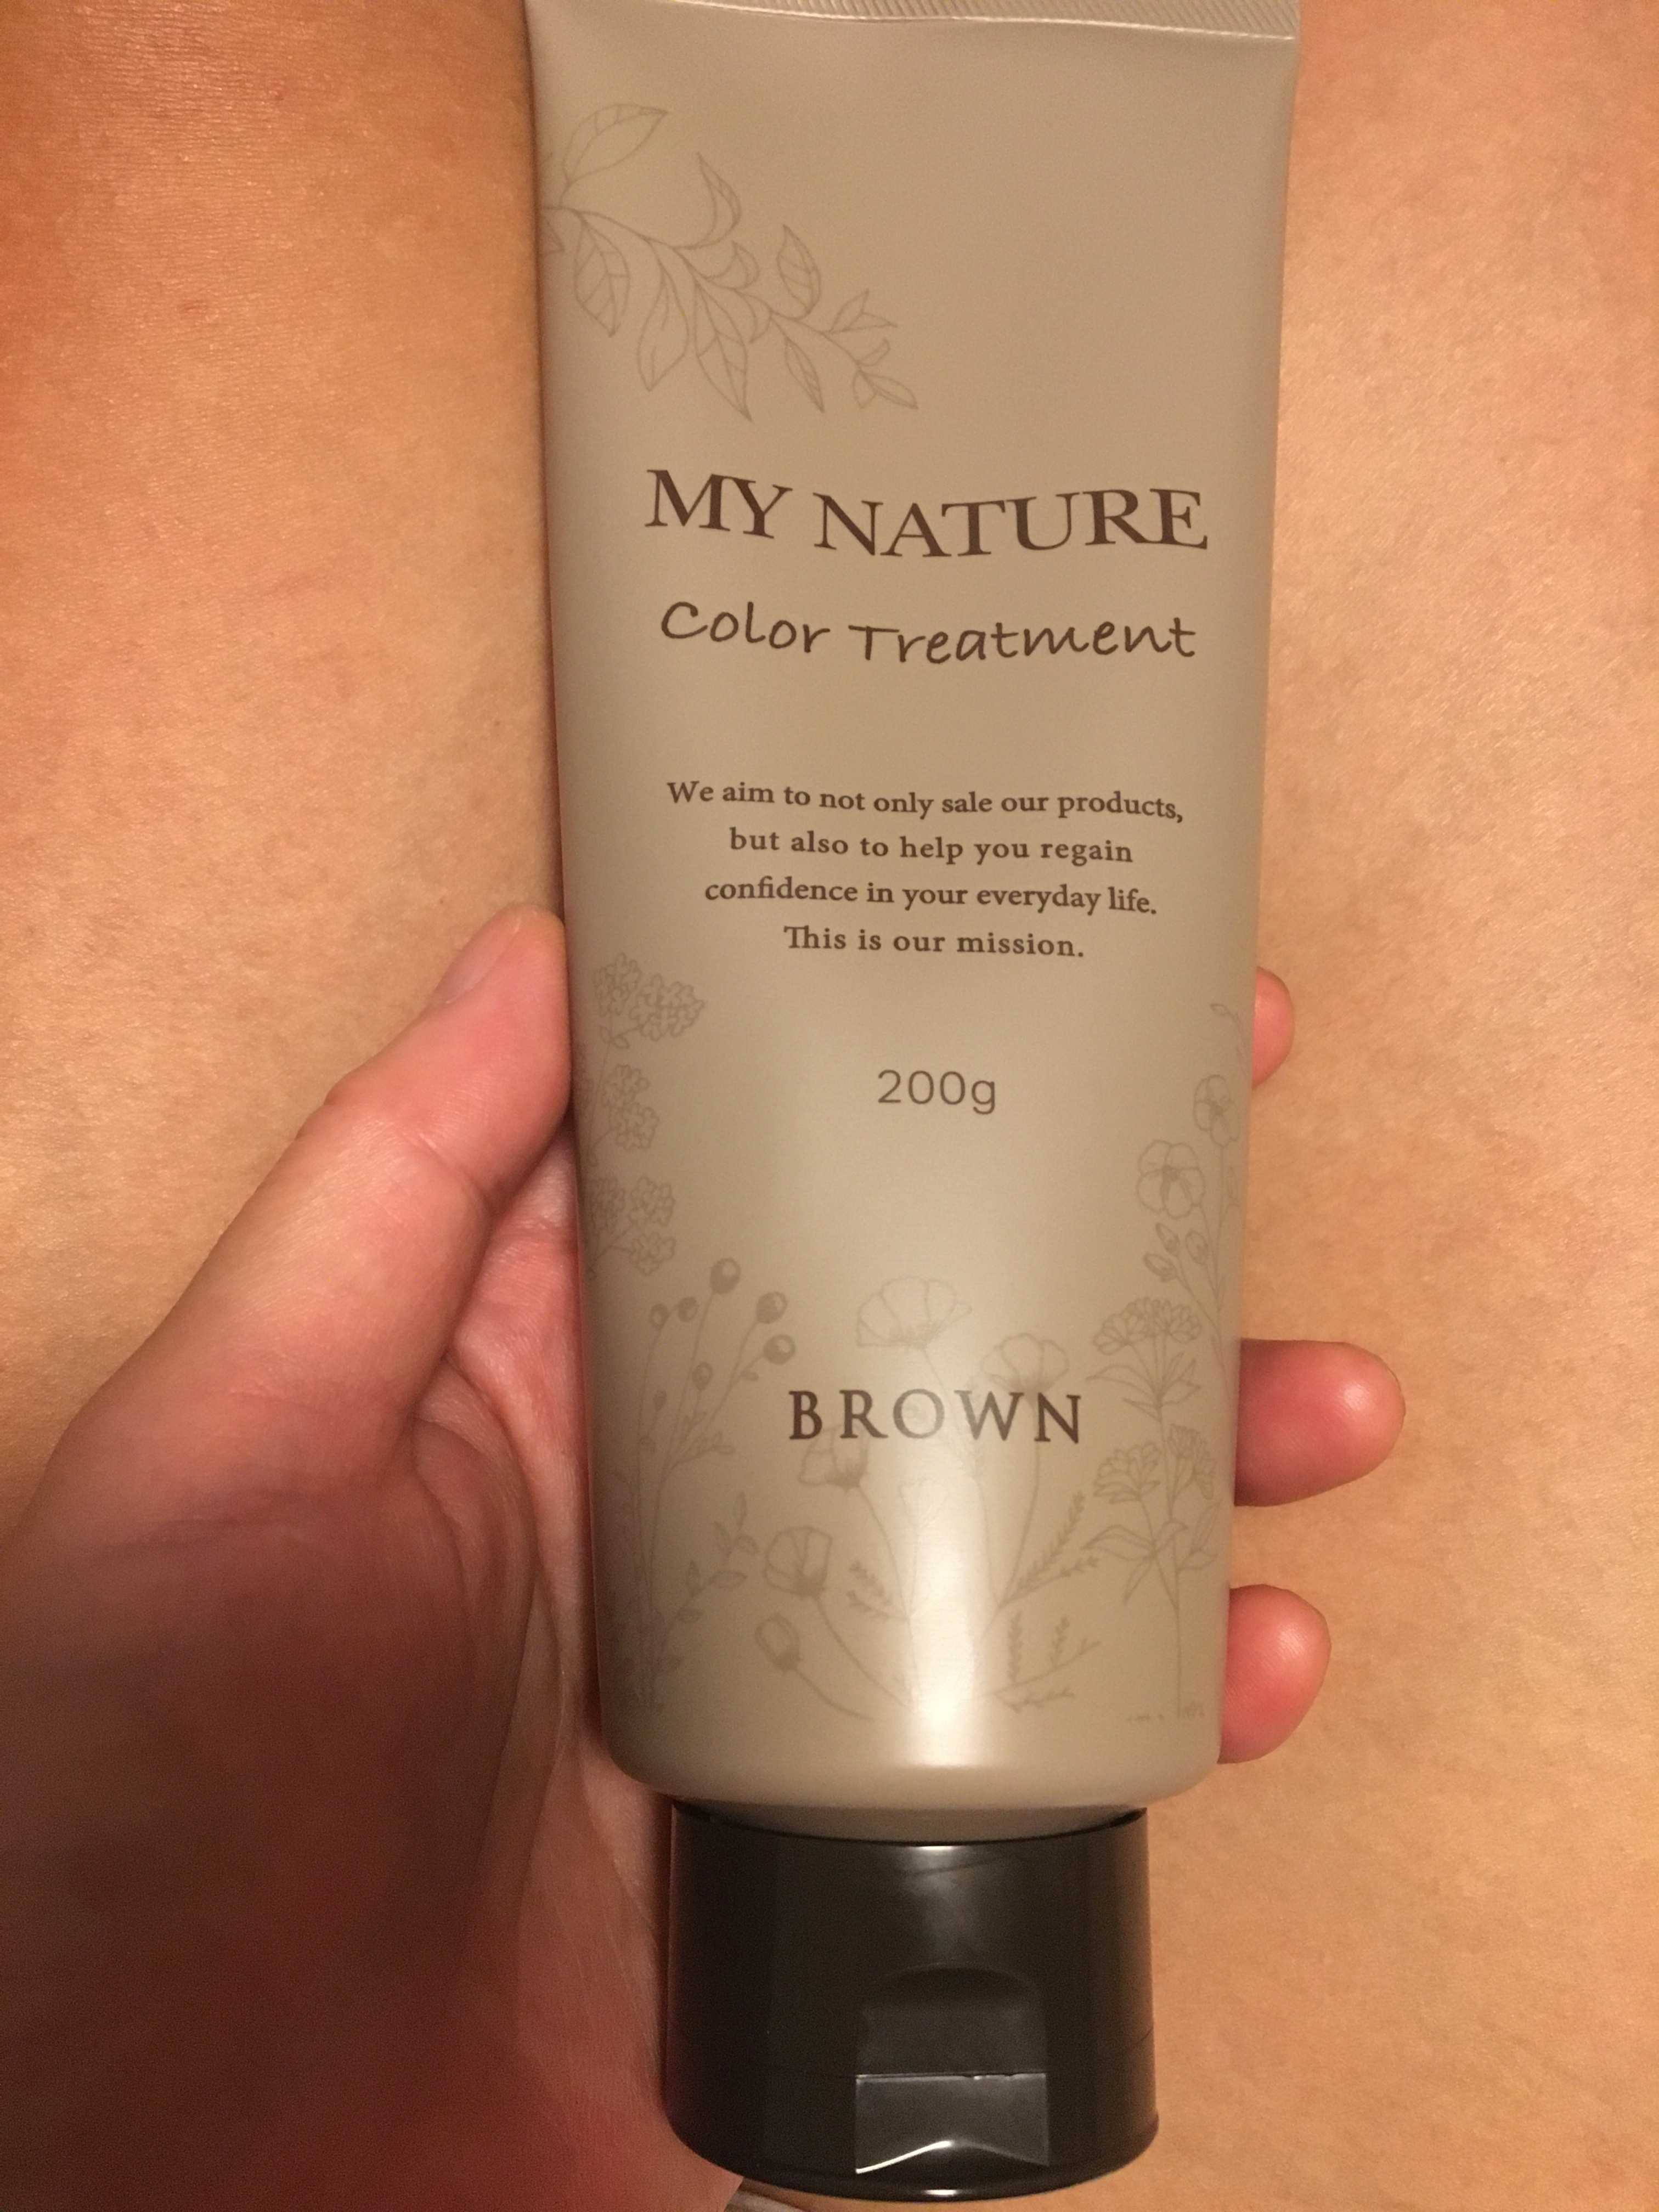 MY NATURE
Color Treatment
We aim to not only sale our products,
but also to help you regain
confidence in your everyday life.
This is our mission.
200g
BROWN